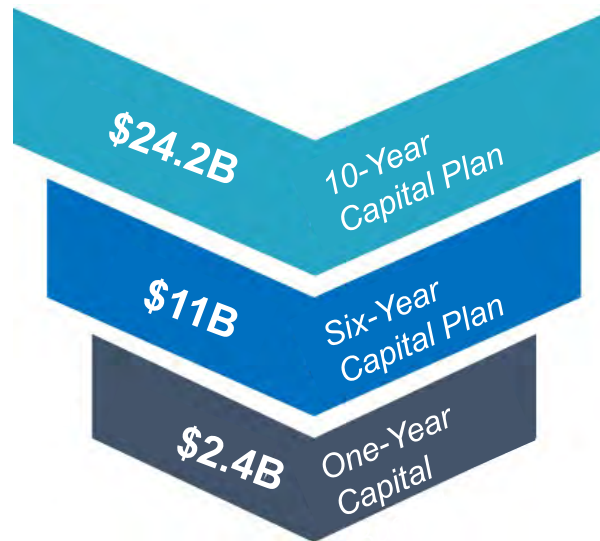 $24.2B
10-Year
Capital Plan
$11B
Six-Year
Capital Plan
$2.4B
One-Year
Capital